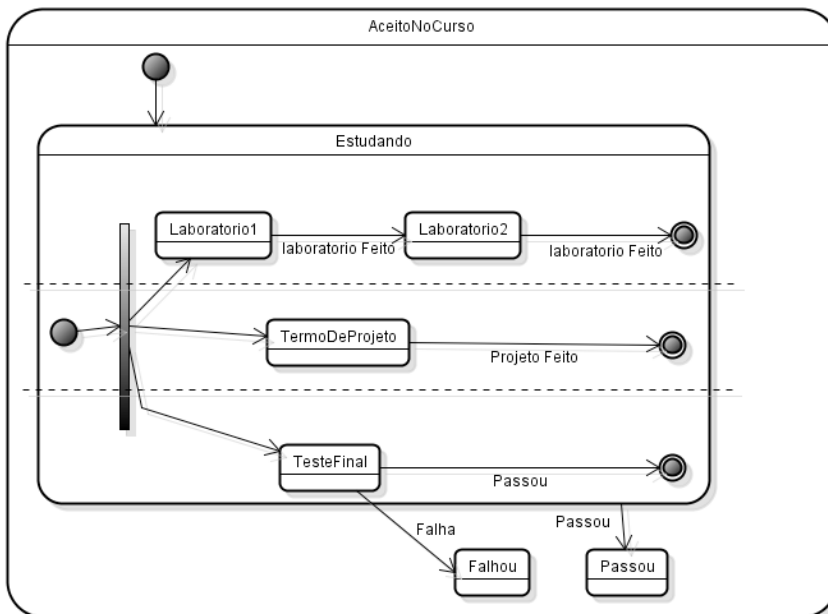 AceitoNoCurso
Estudando
Laboratorio1
laboratorio Feito
Laboratorio2
laboratorio Feito
TermoDeProjeto
Projeto Feito
TesteFinal
Passou
Falha
Passou
Falhou
Passou